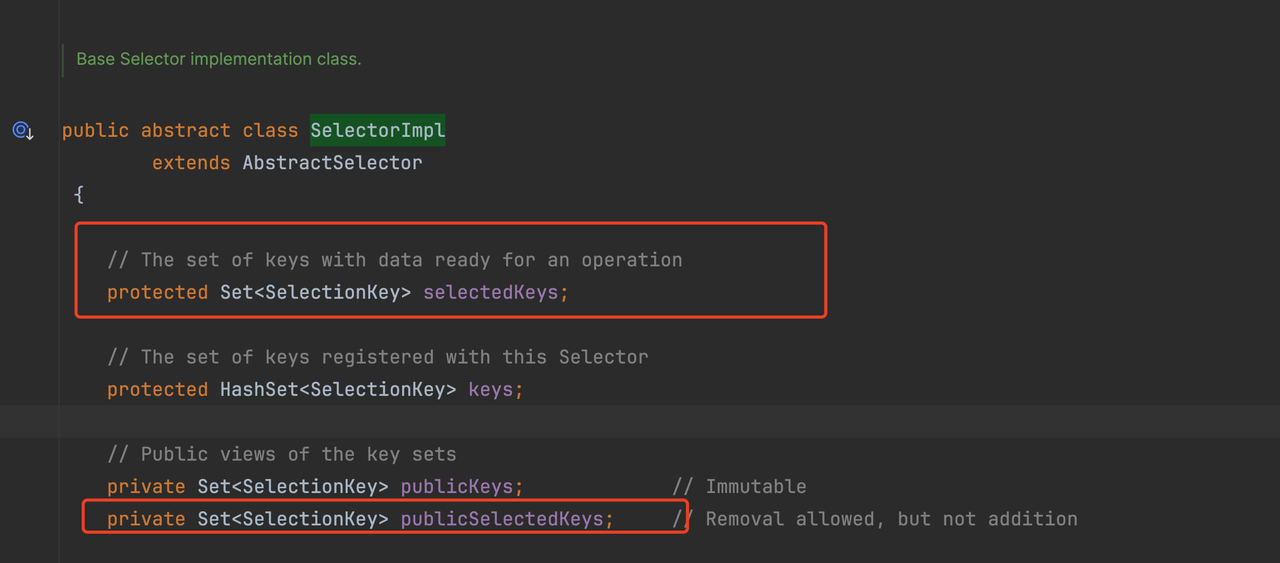 Base Selector implementation class.
public abstract class SelectorImpl
extends AbstractSelector
{
// The set of keys with data ready for an operation
protected Set<SelectionKey> selectedKeys;
// The set of keys registered with this Selector
protected HashSet<SelectionKey> keys;
// Public views of the key sets
private Set<SelectionKey> publicKeys; // Immutable
private Set<SelectionKey> publicSelectedKeys; // Removal allowed, but not addition